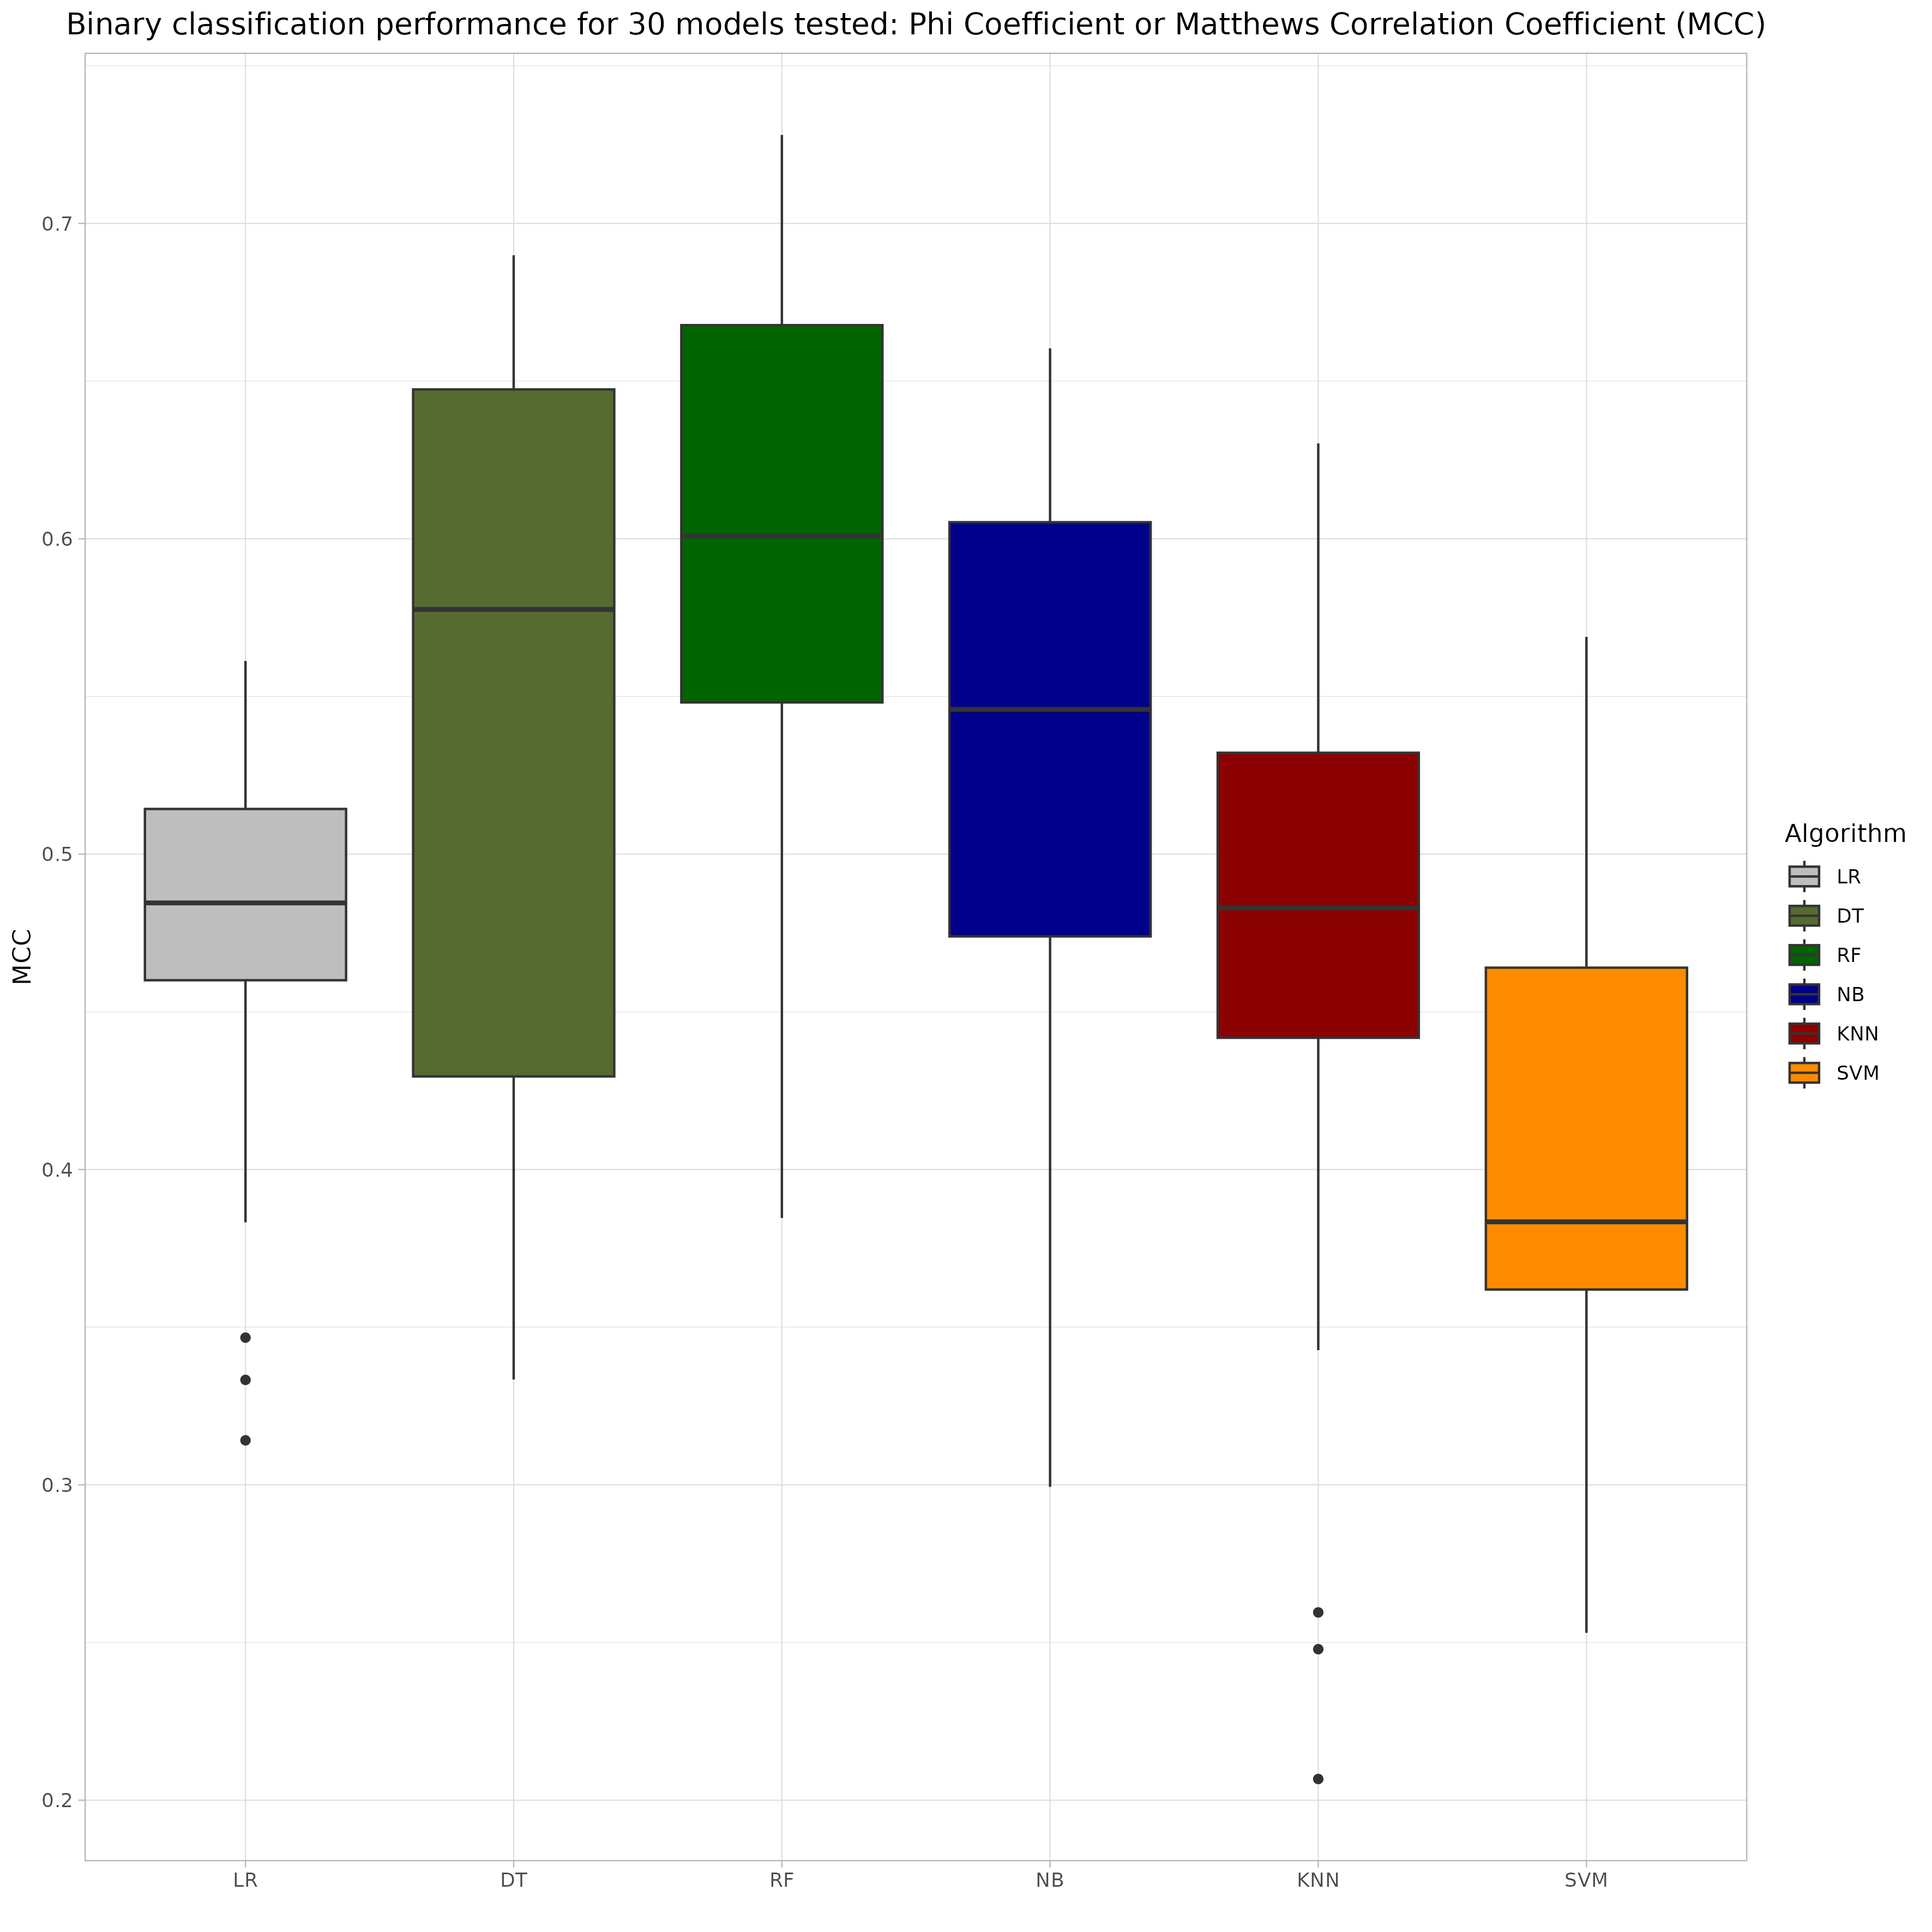 Binary classification performance for 30 models tested: Phi Coefficient or Matthews Correlation Coefficient (MCC)
MCC
0.7
0.6
0.5
0.4
0.3
0.2
LR DT RF NB KNN SVM
Algorithm
LR
DT
RF
NB
KNN
SVM